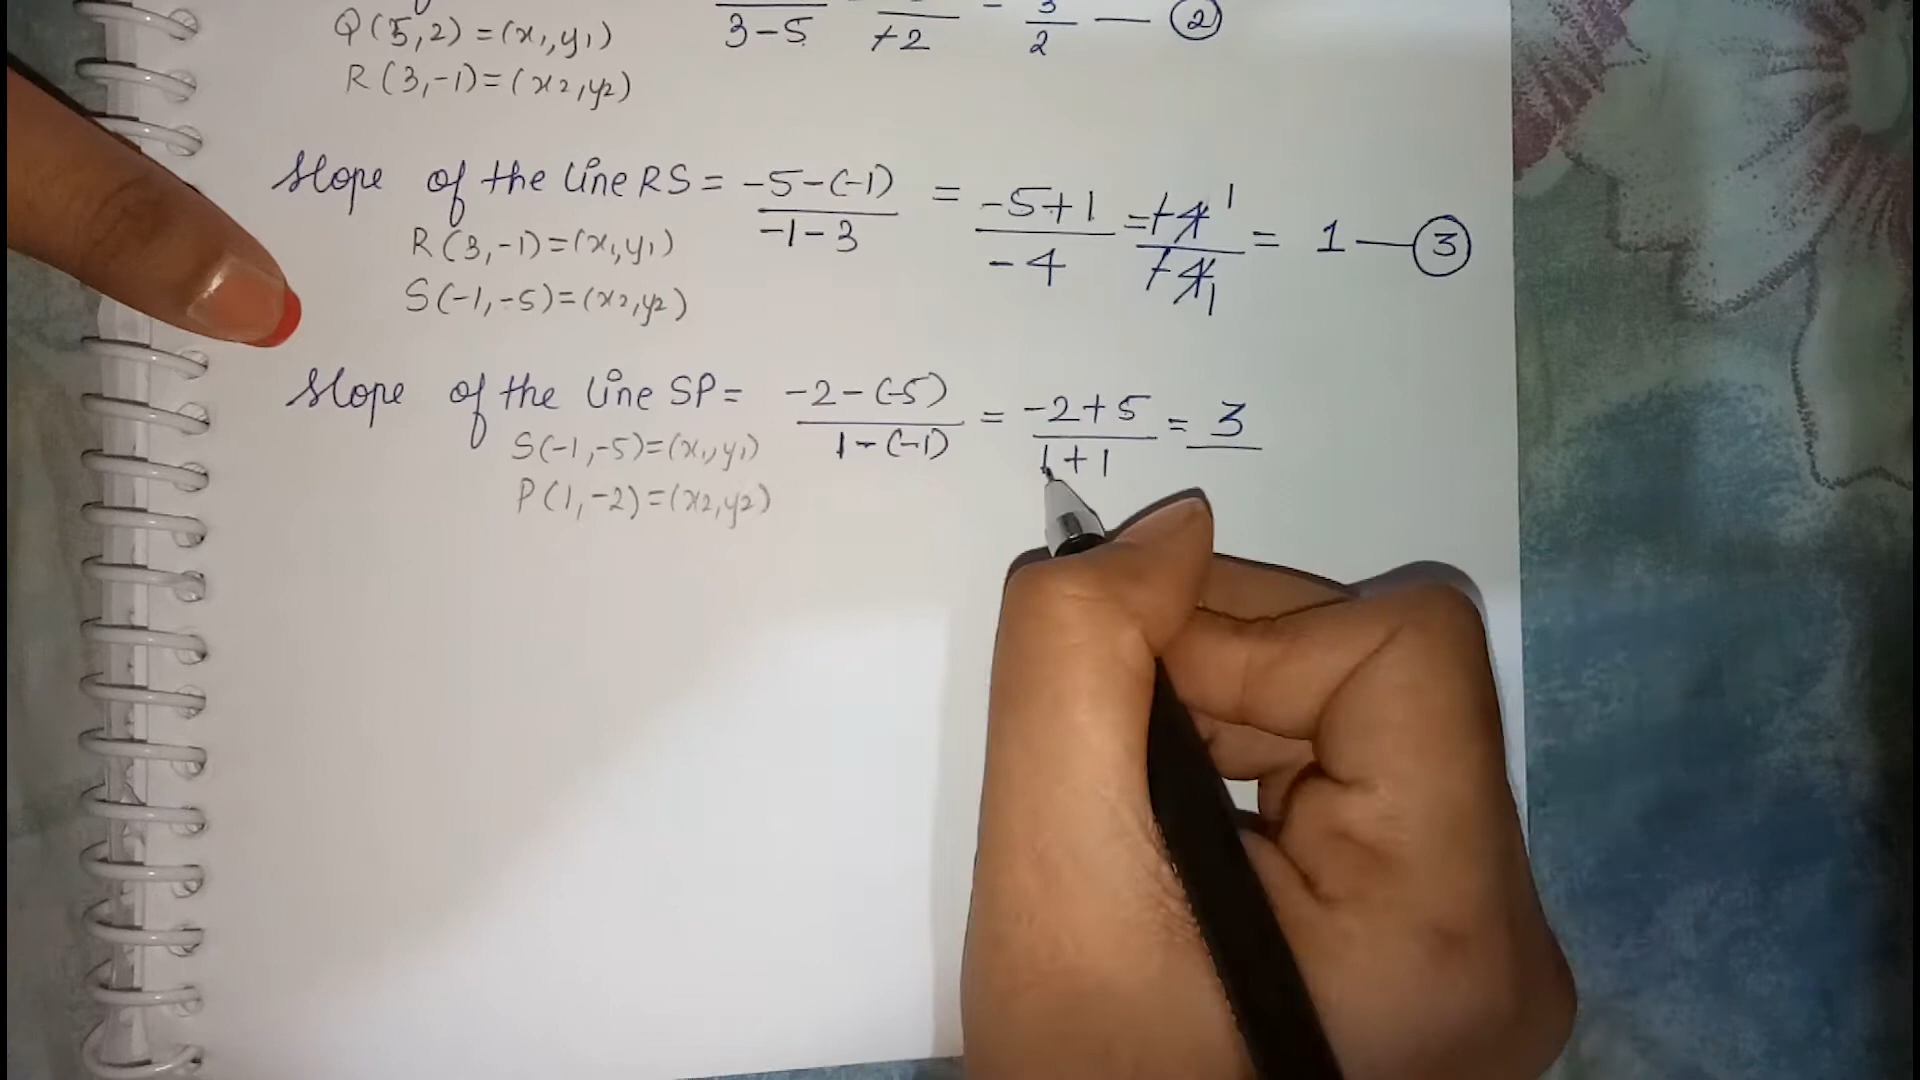 Q(5,2)=(x1,y1)
3-5 +2 = 3/2 — 2
R(3,-1)=(x2,y2)
Slope of the line RS = -5-(-1)/-1-3 = -5+1/-4 = +4 1/+4 1 = 1 — 3
R(3,-1)=(x1,y1)
S(-1,-5)=(x2,y2)
Slope of the line SP = -2-(-5)/1-(-1) = -2+5/1+1 = 3
S(-1,-5)=(x1,y1)
P(1,-2)=(x2,y2)